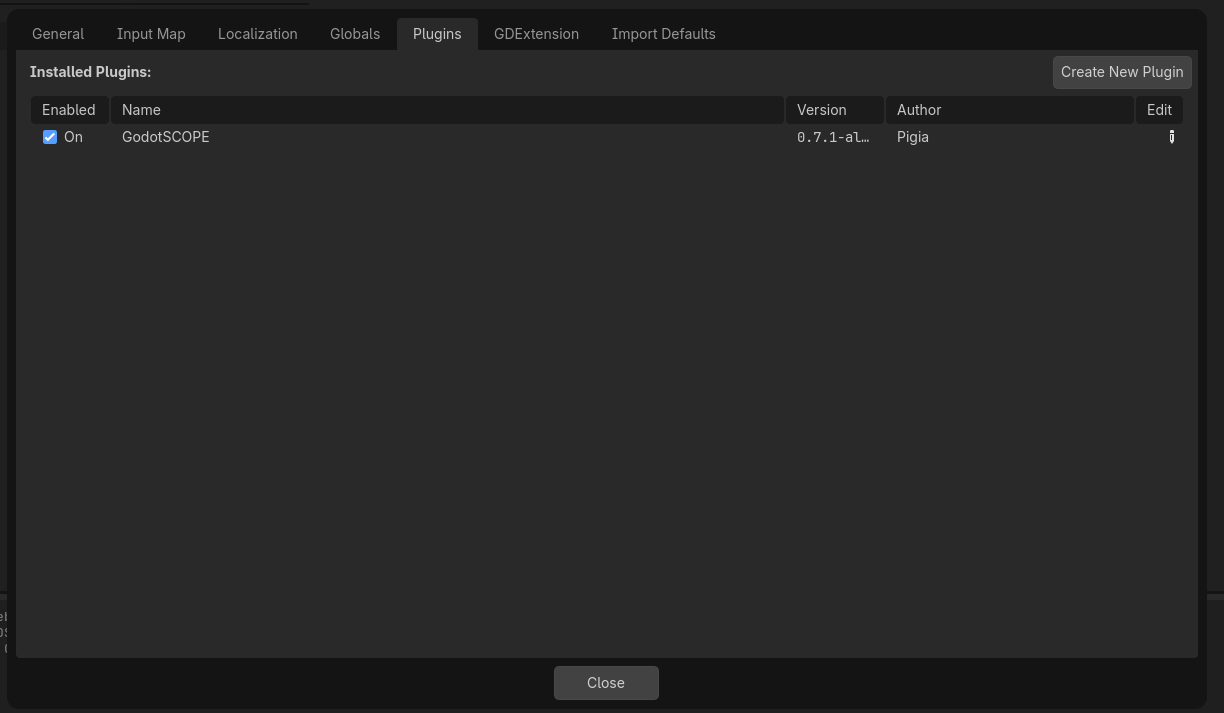 General Input Map Localization Globals Plugins GDExtension Import Defaults
Installed Plugins: Create New Plugin
Enabled Name Version Author Edit
On GodotSCOPE 0.7.1-al… Pigia
Close